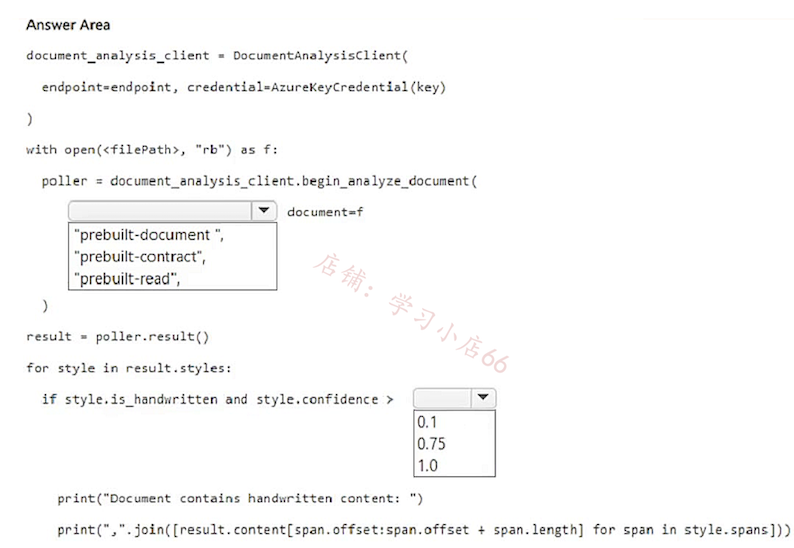 Answer Area
document_analysis_client = DocumentAnalysisClient(
endpoint=endpoint, credential=AzureKeyCredential(key)
)
with open(<filePath>, "rb") as f:
poller = document_analysis_client.begin_analyze_document(
document=f
"prebuilt-document ",
"prebuilt-contract",
"prebuilt-read",
)
result = poller.result()
for style in result.styles:
if style.is_handwritten and style.confidence >
0.1
0.75
1.0
print("Document contains handwritten content: ")
print(",".join([result.content[span.offset:span.offset + span.length] for span in style.spans]))
店铺：学习小店66